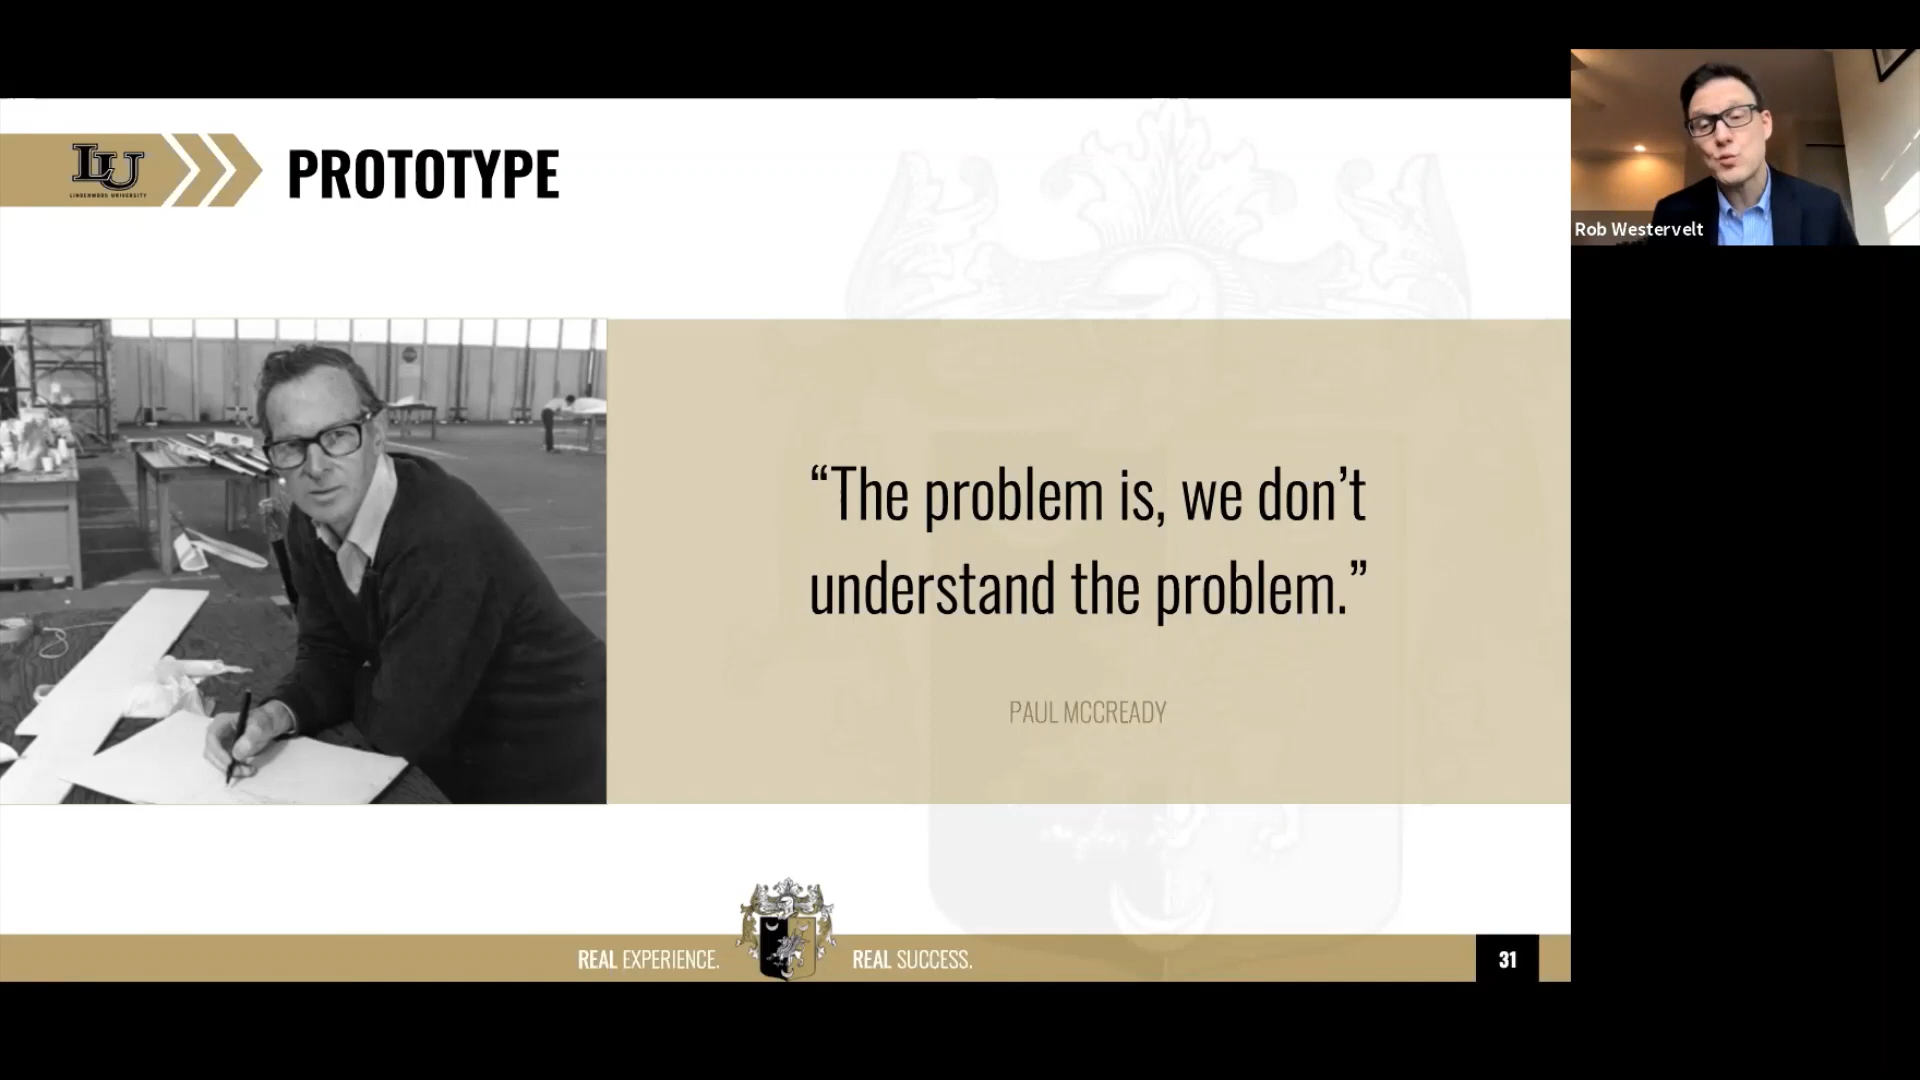 LU
LINDENWOOD UNIVERSITY
PROTOTYPE
Rob Westervelt
“The problem is, we don’t
understand the problem.”
PAUL MCCREADY
REAL EXPERIENCE.
REAL SUCCESS.
31